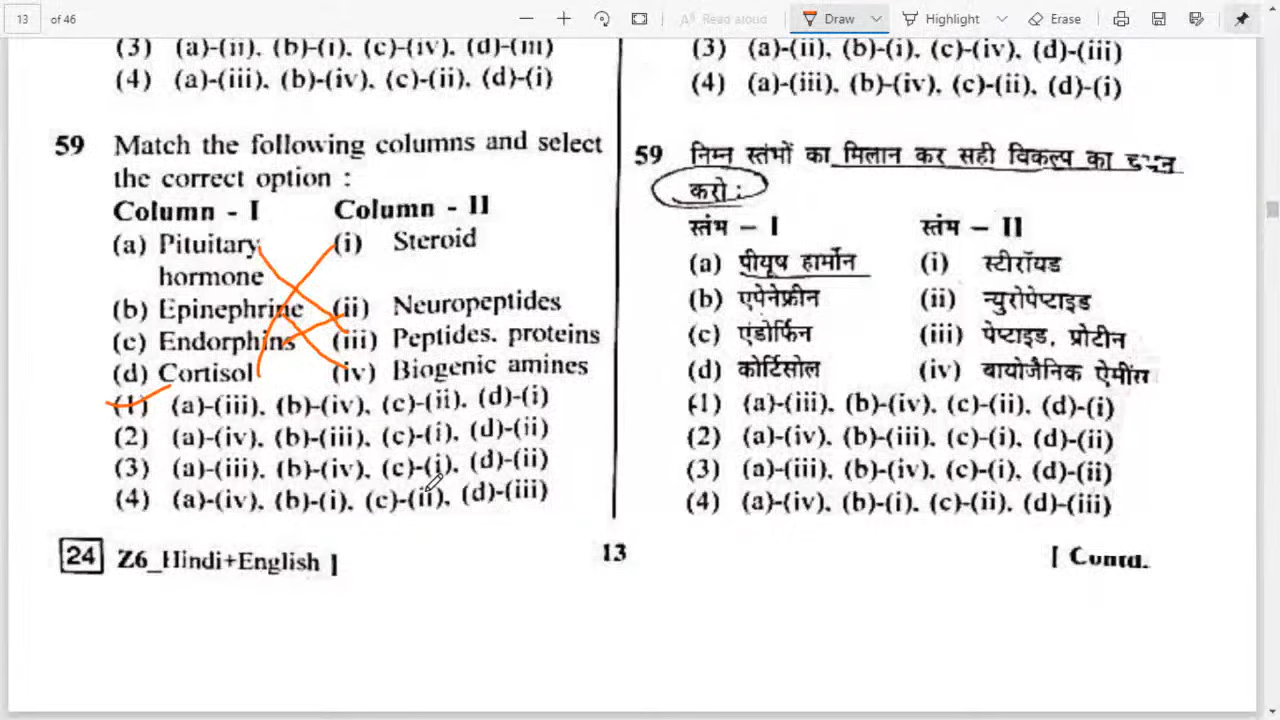 13 of 46
Read aloud
Draw
Highlight
Erase
(3) (a)-(ii), (b)-(i), (c)-(iv), (d)-(iii)
(4) (a)-(iii), (b)-(iv), (c)-(ii), (d)-(i)
59 Match the following columns and select
the correct option :
Column - I Column - II
(a) Pituitary (i) Steroid
hormone
(b) Epinephrine (ii) Neuropeptides
(c) Endorphins (iii) Peptides, proteins
(d) Cortisol (iv) Biogenic amines
(1) (a)-(iii), (b)-(iv), (c)-(ii), (d)-(i)
(2) (a)-(iv), (b)-(iii), (c)-(i), (d)-(ii)
(3) (a)-(iii), (b)-(iv), (c)-(i), (d)-(ii)
(4) (a)-(iv), (b)-(i), (c)-(ii), (d)-(iii)
(3) (a)-(ii), (b)-(i), (c)-(iv), (d)-(iii)
(4) (a)-(iii), (b)-(iv), (c)-(ii), (d)-(i)
59 निम्न स्तंभों का मिलान कर सही विकल्प का चयन
करो :
स्तंभ – I स्तंभ – II
(a) पीयूष हार्मोन (i) स्टीरॉयड
(b) एपेनेफ्रीन (ii) न्युरोपेप्टाइड
(c) एंडोर्फिन (iii) पेप्टाइड, प्रोटीन
(d) कोर्टिसोल (iv) बायोजैनिक ऐमींस
(1) (a)-(iii), (b)-(iv), (c)-(ii), (d)-(i)
(2) (a)-(iv), (b)-(iii), (c)-(i), (d)-(ii)
(3) (a)-(iii), (b)-(iv), (c)-(i), (d)-(ii)
(4) (a)-(iv), (b)-(i), (c)-(ii), (d)-(iii)
24 Z6_Hindi+English ] 13 [ Contd.